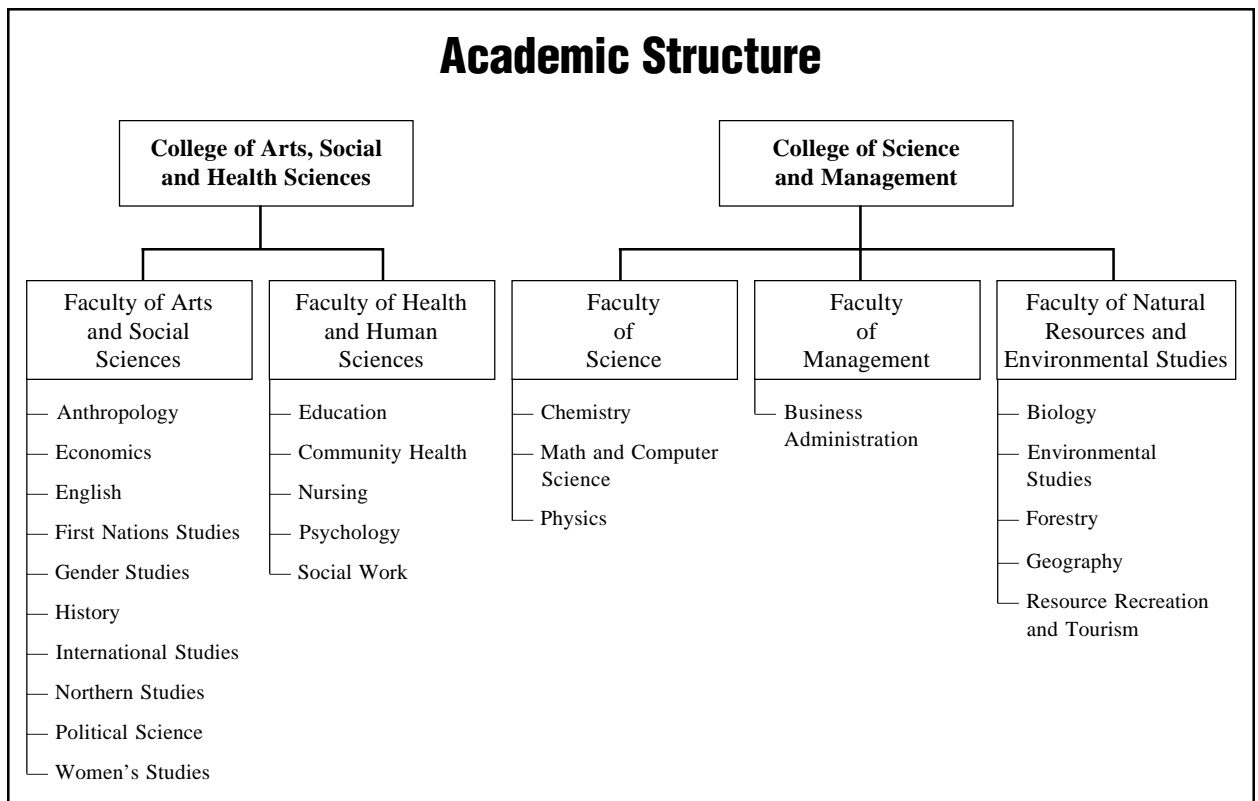 Academic Structure
College of Arts, Social
and Health Sciences
College of Science
and Management
Faculty of Arts
and Social
Sciences
Faculty of Health
and Human
Sciences
Faculty
of
Science
Faculty
of
Management
Faculty of Natural
Resources and
Environmental Studies
Anthropology
Economics
English
First Nations Studies
Gender Studies
History
International Studies
Northern Studies
Political Science
Women's Studies
Education
Community Health
Nursing
Psychology
Social Work
Chemistry
Math and Computer
Science
Physics
Business
Administration
Biology
Environmental
Studies
Forestry
Geography
Resource Recreation
and Tourism